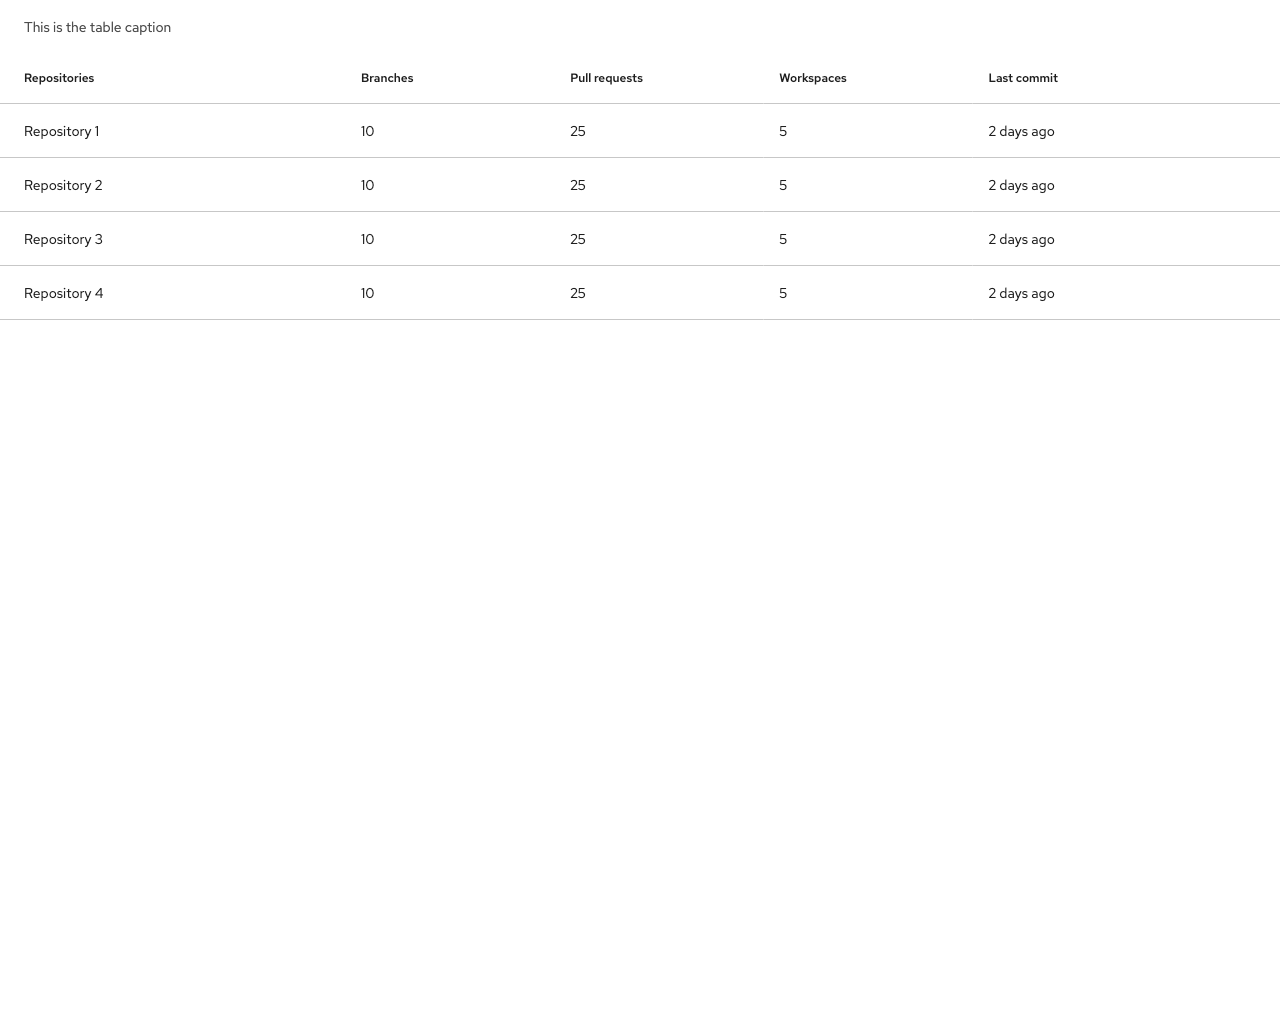 This is the table caption
Repositories Branches Pull requests Workspaces Last commit
Repository 1 10 25 5 2 days ago
Repository 2 10 25 5 2 days ago
Repository 3 10 25 5 2 days ago
Repository 4 10 25 5 2 days ago